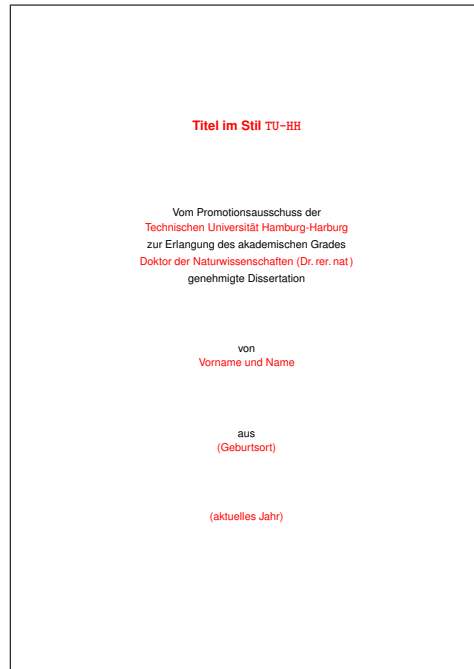 Titel im Stil TU-HH
Vom Promotionsausschuss der
Technischen Universität Hamburg-Harburg
zur Erlangung des akademischen Grades
Doktor der Naturwissenschaften (Dr. rer. nat)
genehmigte Dissertation
von
Vorname und Name
aus
(Geburtsort)
(aktuelles Jahr)